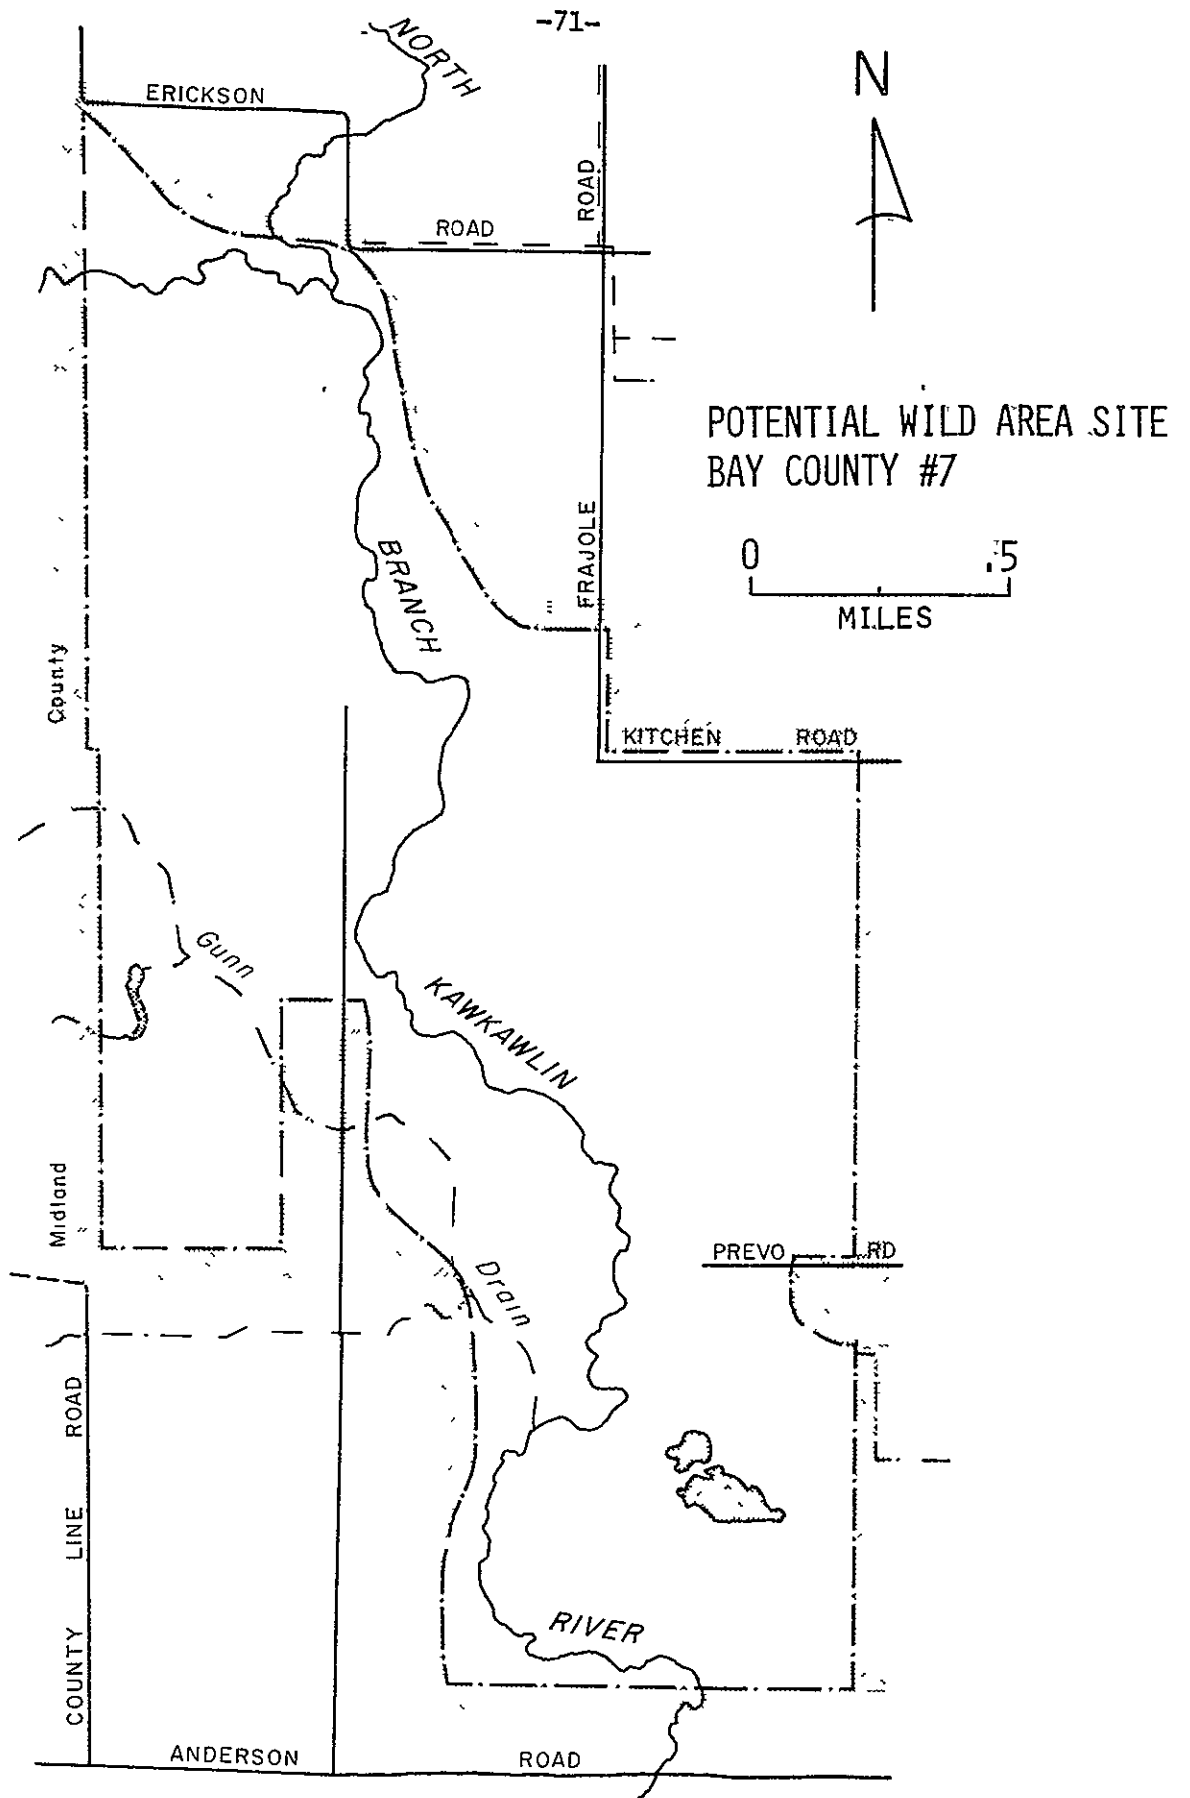 -71-
NORTH
N
ERICKSON
ROAD
ROAD
POTENTIAL WILD AREA SITE
BAY COUNTY #7
0 .5
MILES
FRAJOLE
BRANCH
County
KITCHEN ROAD
Gunn
KAWKAWLIN
Midland
PREVO RD
Drain
COUNTY LINE ROAD
RIVER
ANDERSON ROAD